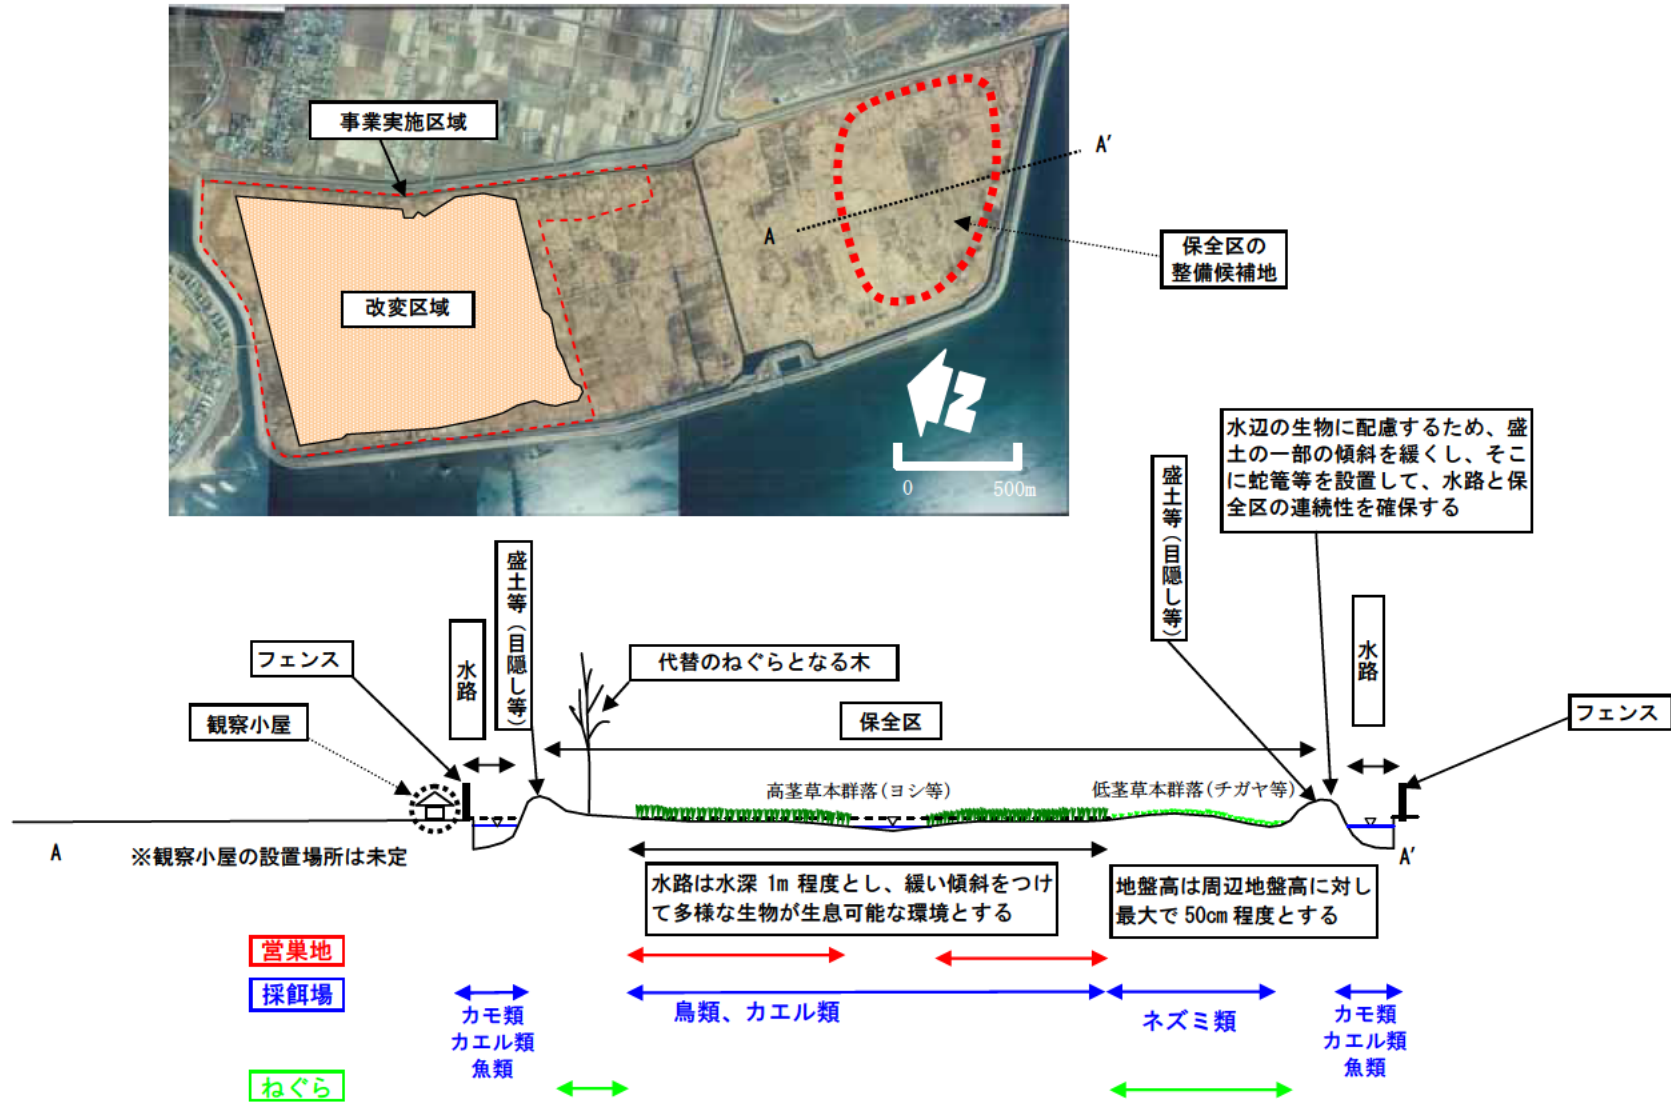 事業実施区域
A′
A
保全区の
整備候補地
改変区域
N
0 500m
水辺の生物に配慮するため、盛
土の一部の傾斜を緩くし、そこ
に蛇篭等を設置して、水路と保
全区の連続性を確保する
盛土等（目隠し等）
盛土等（目隠し等）
水路
水路
フェンス
代替のねぐらとなる木
フェンス
観察小屋
保全区
高茎草本群落(ヨシ等)
低茎草本群落(チガヤ等)
A
※観察小屋の設置場所は未定
A′
水路は水深 1m 程度とし、緩い傾斜をつけ
て多様な生物が生息可能な環境とする
地盤高は周辺地盤高に対し
最大で 50cm 程度とする
営巣地
採餌場
カモ類
カエル類
魚類
鳥類、カエル類
ネズミ類
カモ類
カエル類
魚類
ねぐら